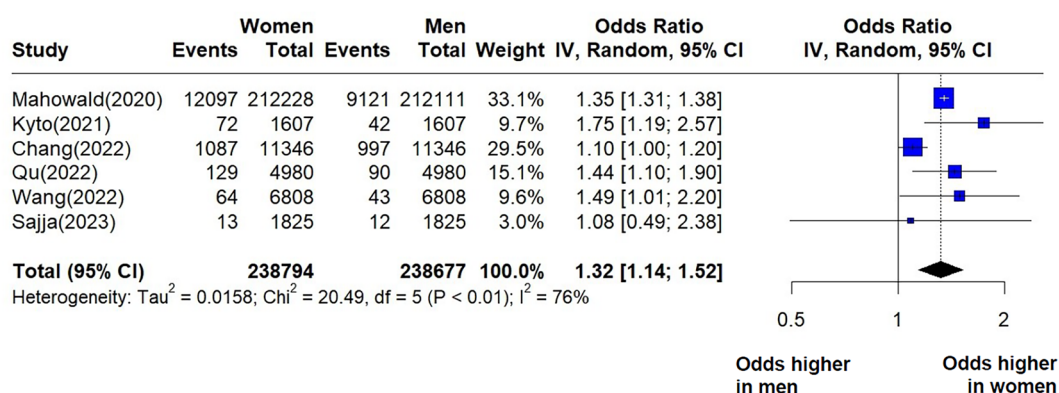 Women Men Odds Ratio Odds Ratio
Study Events Total Events Total Weight IV, Random, 95% CI IV, Random, 95% CI
Mahowald(2020) 12097 212228 9121 212111 33.1% 1.35 [1.31; 1.38]
Kyto(2021) 72 1607 42 1607 9.7% 1.75 [1.19; 2.57]
Chang(2022) 1087 11346 997 11346 29.5% 1.10 [1.00; 1.20]
Qu(2022) 129 4980 90 4980 15.1% 1.44 [1.10; 1.90]
Wang(2022) 64 6808 43 6808 9.6% 1.49 [1.01; 2.20]
Sajja(2023) 13 1825 12 1825 3.0% 1.08 [0.49; 2.38]
Total (95% CI) 238794 238677 100.0% 1.32 [1.14; 1.52]
Heterogeneity: Tau² = 0.0158; Chi² = 20.49, df = 5 (P < 0.01); I² = 76%
0.5 1 2
Odds higher Odds higher
in men in women